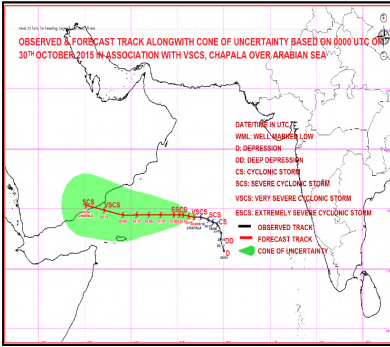 OBSERVED & FORECAST TRACK ALONGWITH CONE OF UNCERTAINTY BASED ON 0000 UTC OF
30TH OCTOBER 2015 IN ASSOCIATION WITH VSCS, CHAPALA OVER ARABIAN SEA
DATE/TIME IN UTC
WML: WELL MARKED LOW
D: DEPRESSION
DD: DEEP DEPRESSION
CS: CYCLONIC STORM
SCS: SEVERE CYCLONIC STORM
VSCS: VERY SEVERE CYCLONIC STORM
ESCS: EXTREMELY SEVERE CYCLONIC STORM
OBSERVED TRACK
FORECAST TRACK
CONE OF UNCERTAINTY
SCS
VSCS
ESCS
VSCS
SCS
CS
DD
D